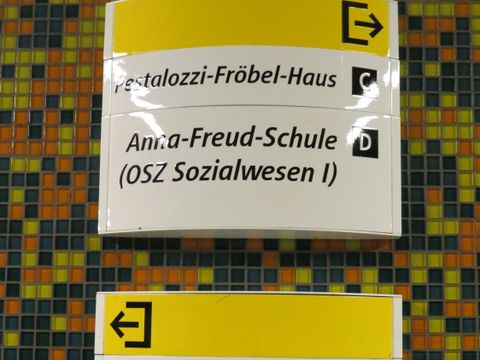 Pestalozzi-Fröbel-Haus C
Anna-Freud-Schule D
(OSZ Sozialwesen I)